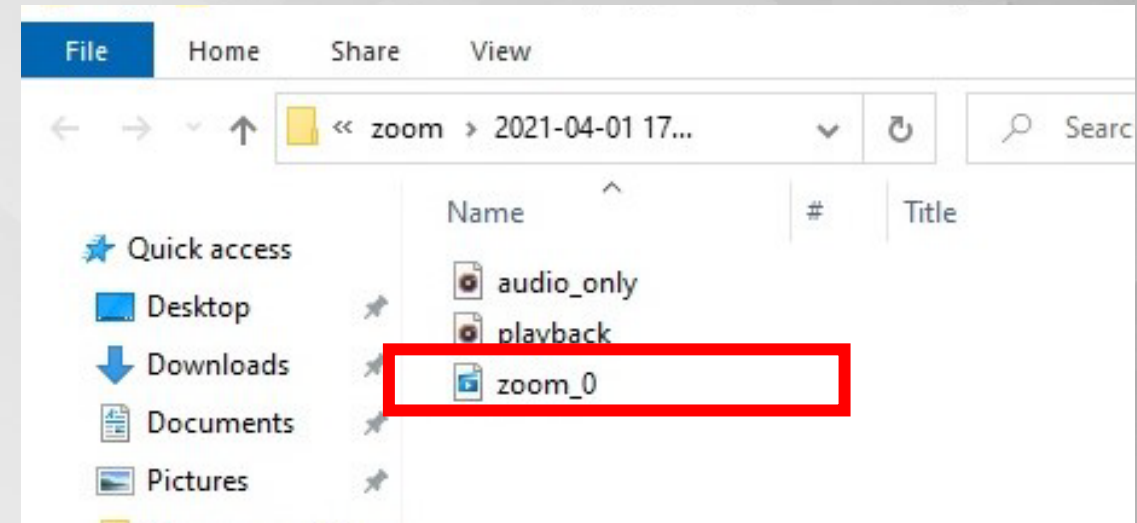 File Home Share View
« zoom › 2021-04-01 17... Searc
Name # Title
Quick access
audio_only
Desktop
playback
Downloads
zoom_0
Documents
Pictures